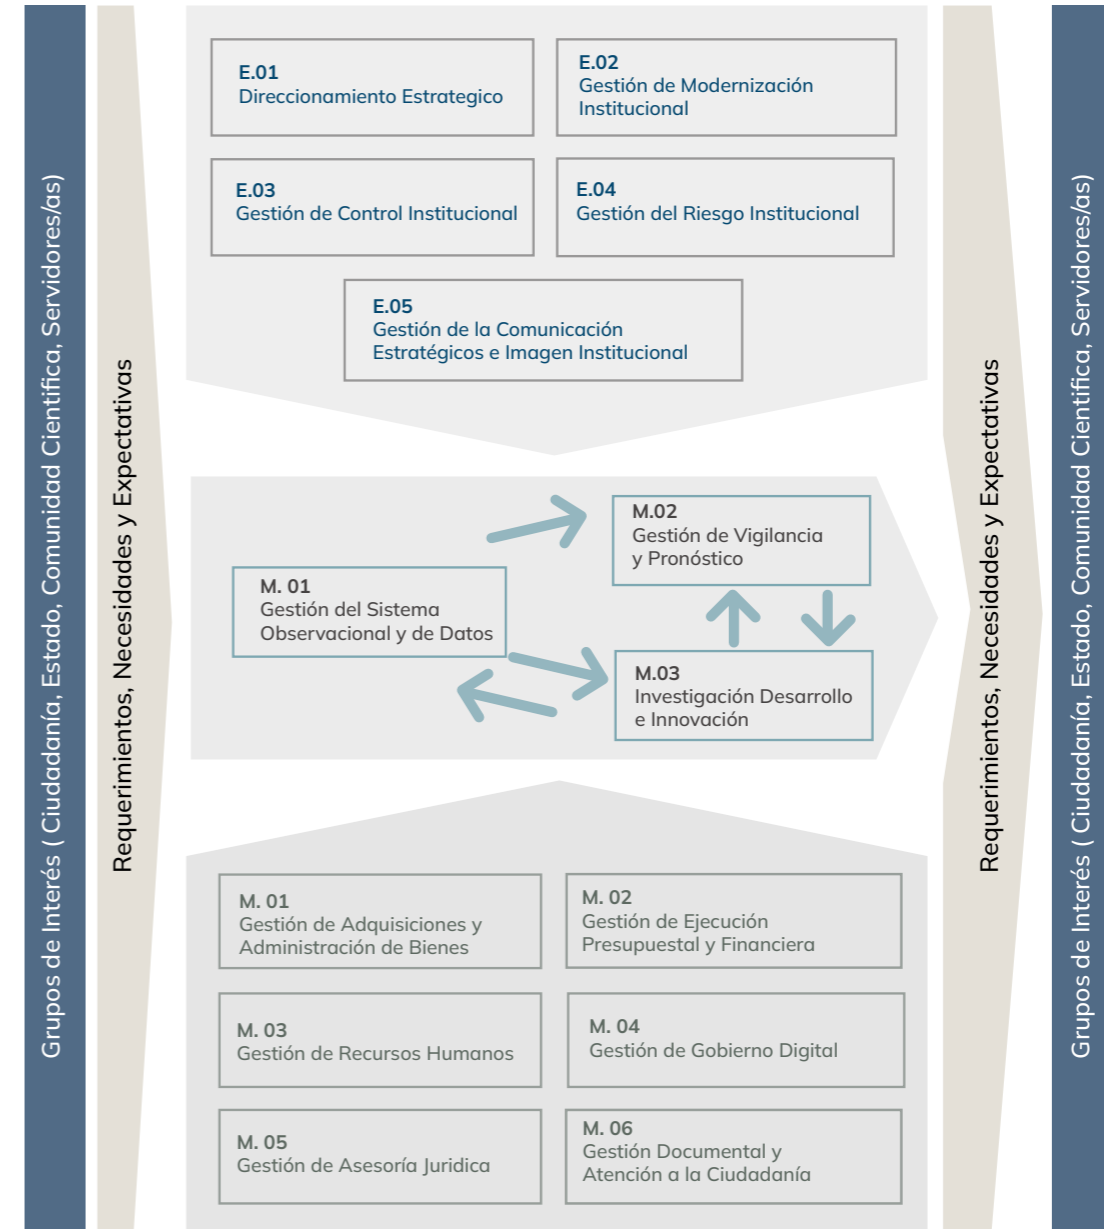 Grupos de Interés ( Ciudadanía, Estado, Comunidad Cientifica, Servidores/as)
Requerimientos, Necesidades y Expectativas
E.01
Direccionamiento Estrategico
E.02
Gestión de Modernización
Institucional
E.03
Gestión de Control Institucional
E.04
Gestión del Riesgo Institucional
E.05
Gestión de la Comunicación
Estratégicos e Imagen Institucional
M. 01
Gestión del Sistema
Observacional y de Datos
M.02
Gestión de Vigilancia
y Pronóstico
M.03
Investigación Desarrollo
e Innovación
M. 01
Gestión de Adquisiciones y
Administración de Bienes
M. 02
Gestión de Ejecución
Presupuestal y Financiera
M. 03
Gestión de Recursos Humanos
M. 04
Gestión de Gobierno Digital
M. 05
Gestión de Asesoría Juridica
M. 06
Gestión Documental y
Atención a la Ciudadanía
Requerimientos, Necesidades y Expectativas
Grupos de Interés ( Ciudadanía, Estado, Comunidad Cientifica, Servidores/as)